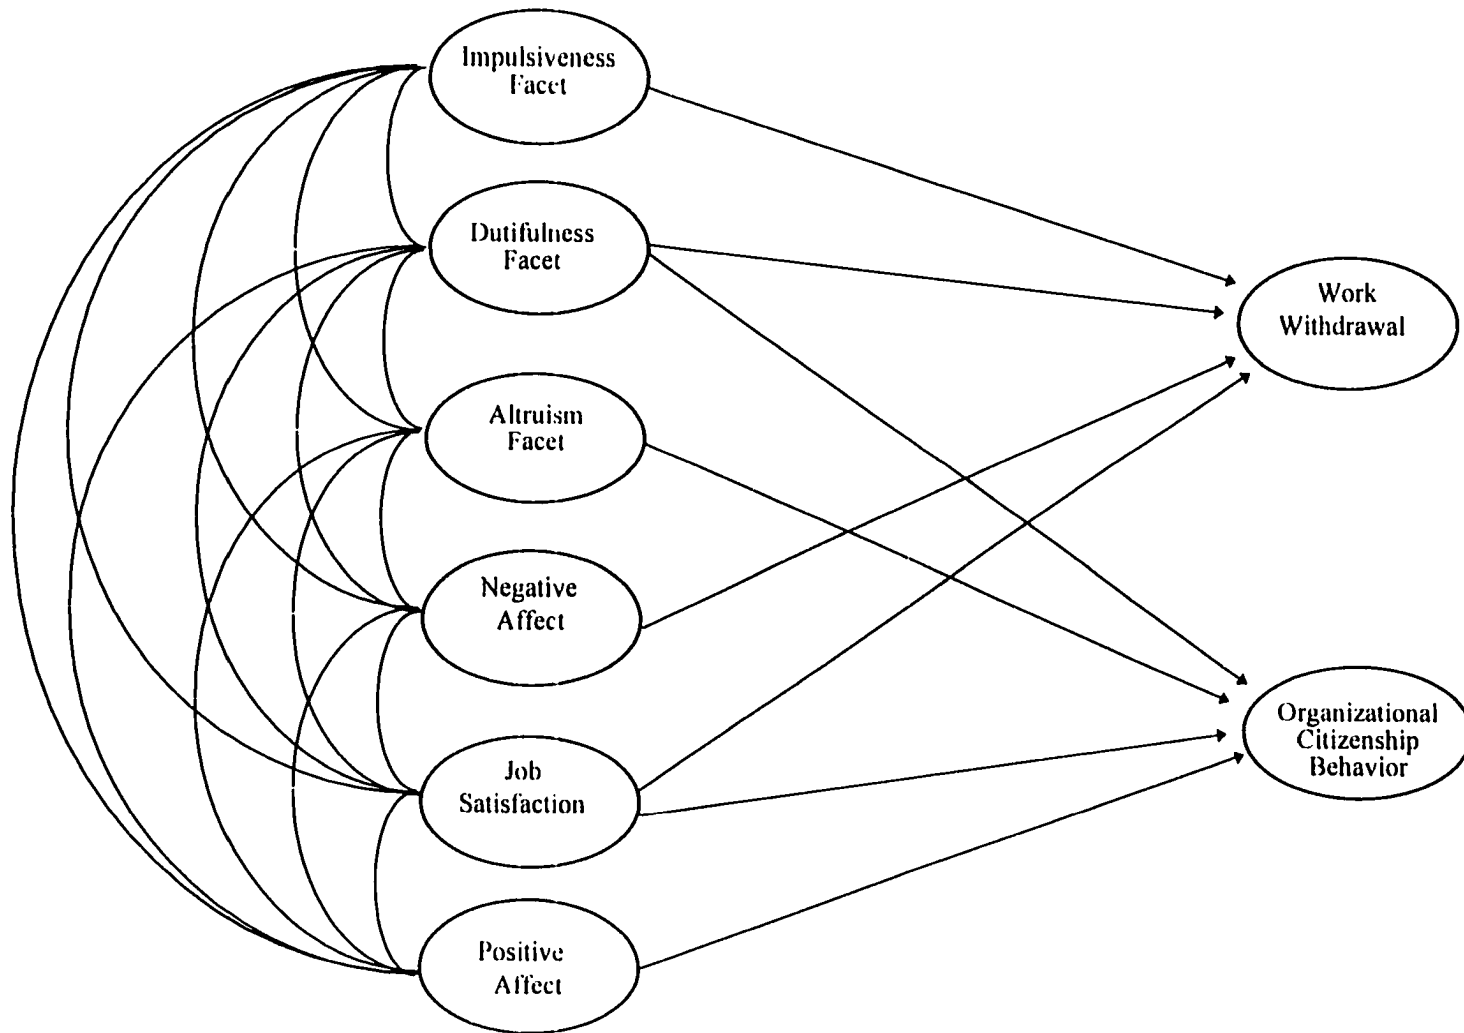 Impulsiveness
Facet
Dutifulness
Facet
Altruism
Facet
Negative
Affect
Job
Satisfaction
Positive
Affect
Work
Withdrawal
Organizational
Citizenship
Behavior